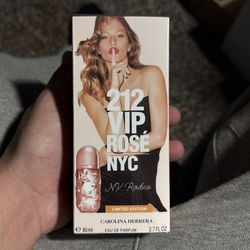 212
VIP
ROSÉ
NYC
NY Rodeo
LIMITED EDITION
CAROLINA HERRERA
℮ 80ml EAU DE PARFUM 2.7 FL.OZ